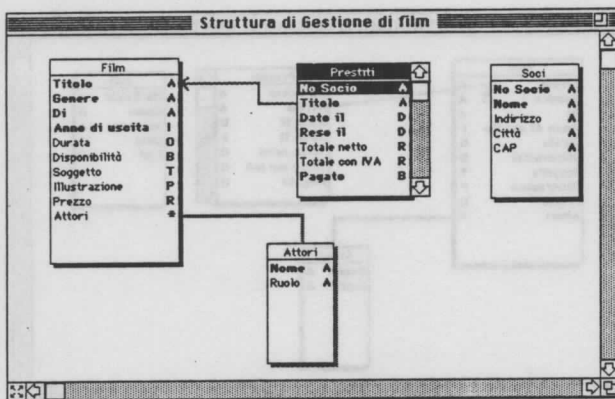 Struttura di Gestione di film
Film
Titolo A
Genere A
Di A
Anno di uscita I
Durata O
Disponibilità B
Soggetto T
Illustrazione P
Prezzo R
Attori *
Prestiti
No Socio A
Titolo A
Dato il D
Reso il D
Totale netto R
Totale con IVA R
Pagato B
Soci
No Socio A
Nome A
Indirizzo A
Città A
CAP A
Attori
Nome A
Ruolo A